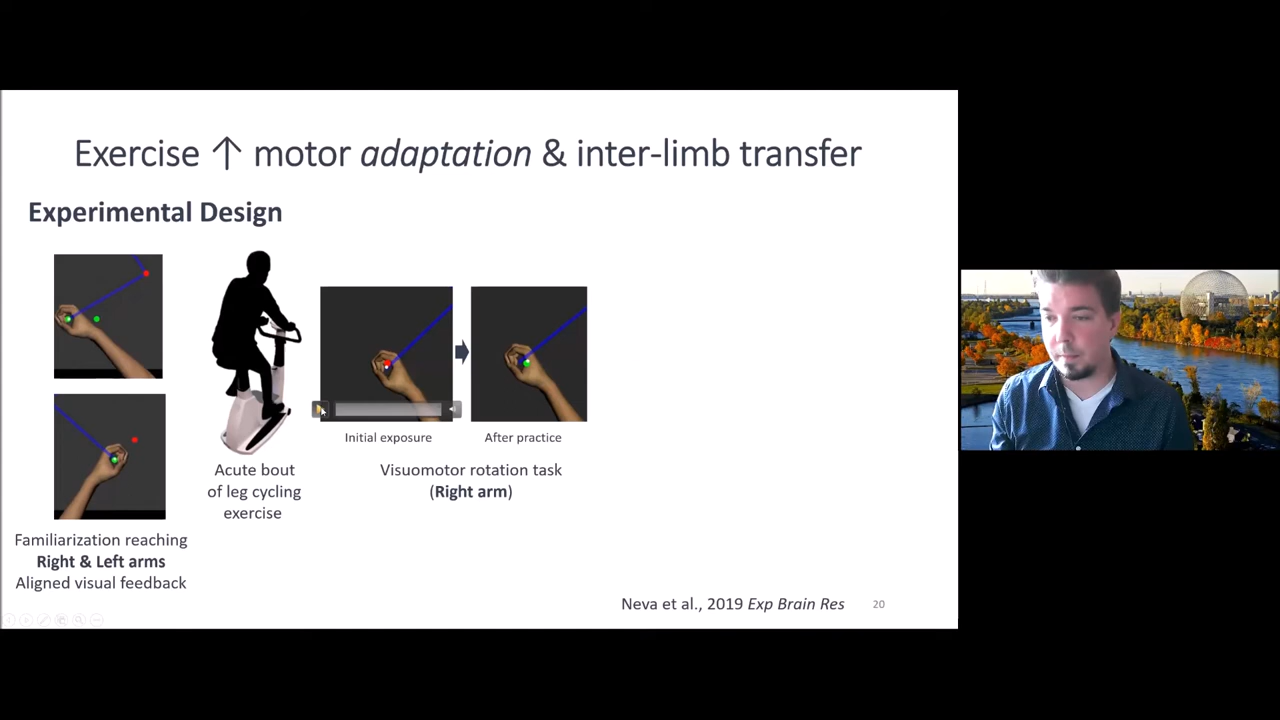 Exercise ↑ motor adaptation & inter-limb transfer
Experimental Design
Initial exposure
After practice
Acute bout
of leg cycling
exercise
Visuomotor rotation task
(Right arm)
Familiarization reaching
Right & Left arms
Aligned visual feedback
Neva et al., 2019 Exp Brain Res
20